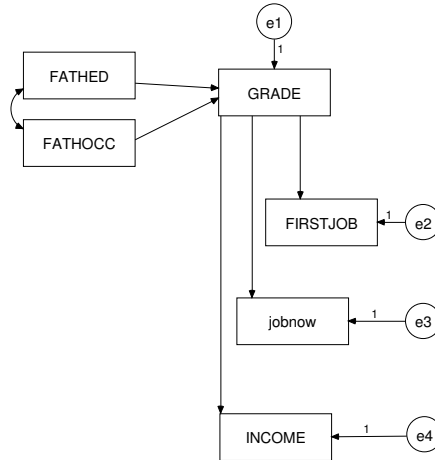 e1
1
FATHED
GRADE
FATHOCC
FIRSTJOB
1
e2
jobnow
1
e3
INCOME
1
e4